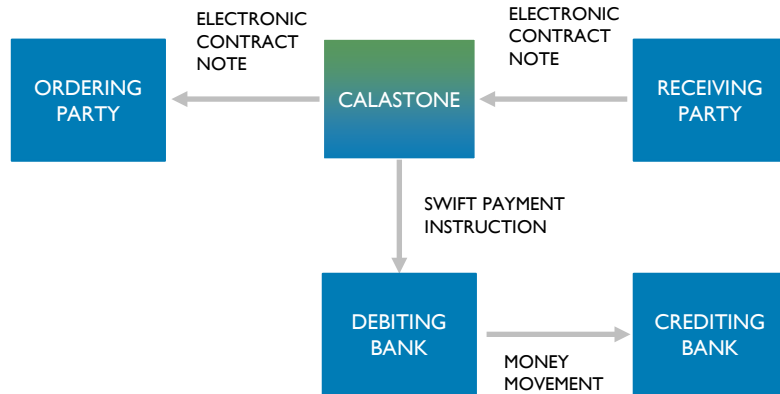 ELECTRONIC
CONTRACT
NOTE
ELECTRONIC
CONTRACT
NOTE
ORDERING
PARTY
CALASTONE
RECEIVING
PARTY
SWIFT PAYMENT
INSTRUCTION
DEBITING
BANK
CREDITING
BANK
MONEY
MOVEMENT